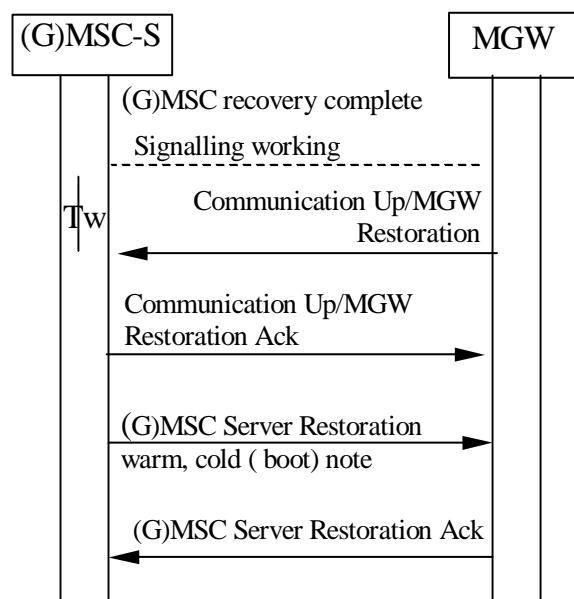 (G)MSC-S
MGW
(G)MSC recovery complete
Signalling working
Tw
Communication Up/MGW
Restoration
Communication Up/MGW
Restoration Ack
(G)MSC Server Restoration
warm, cold ( boot) note
(G)MSC Server Restoration Ack